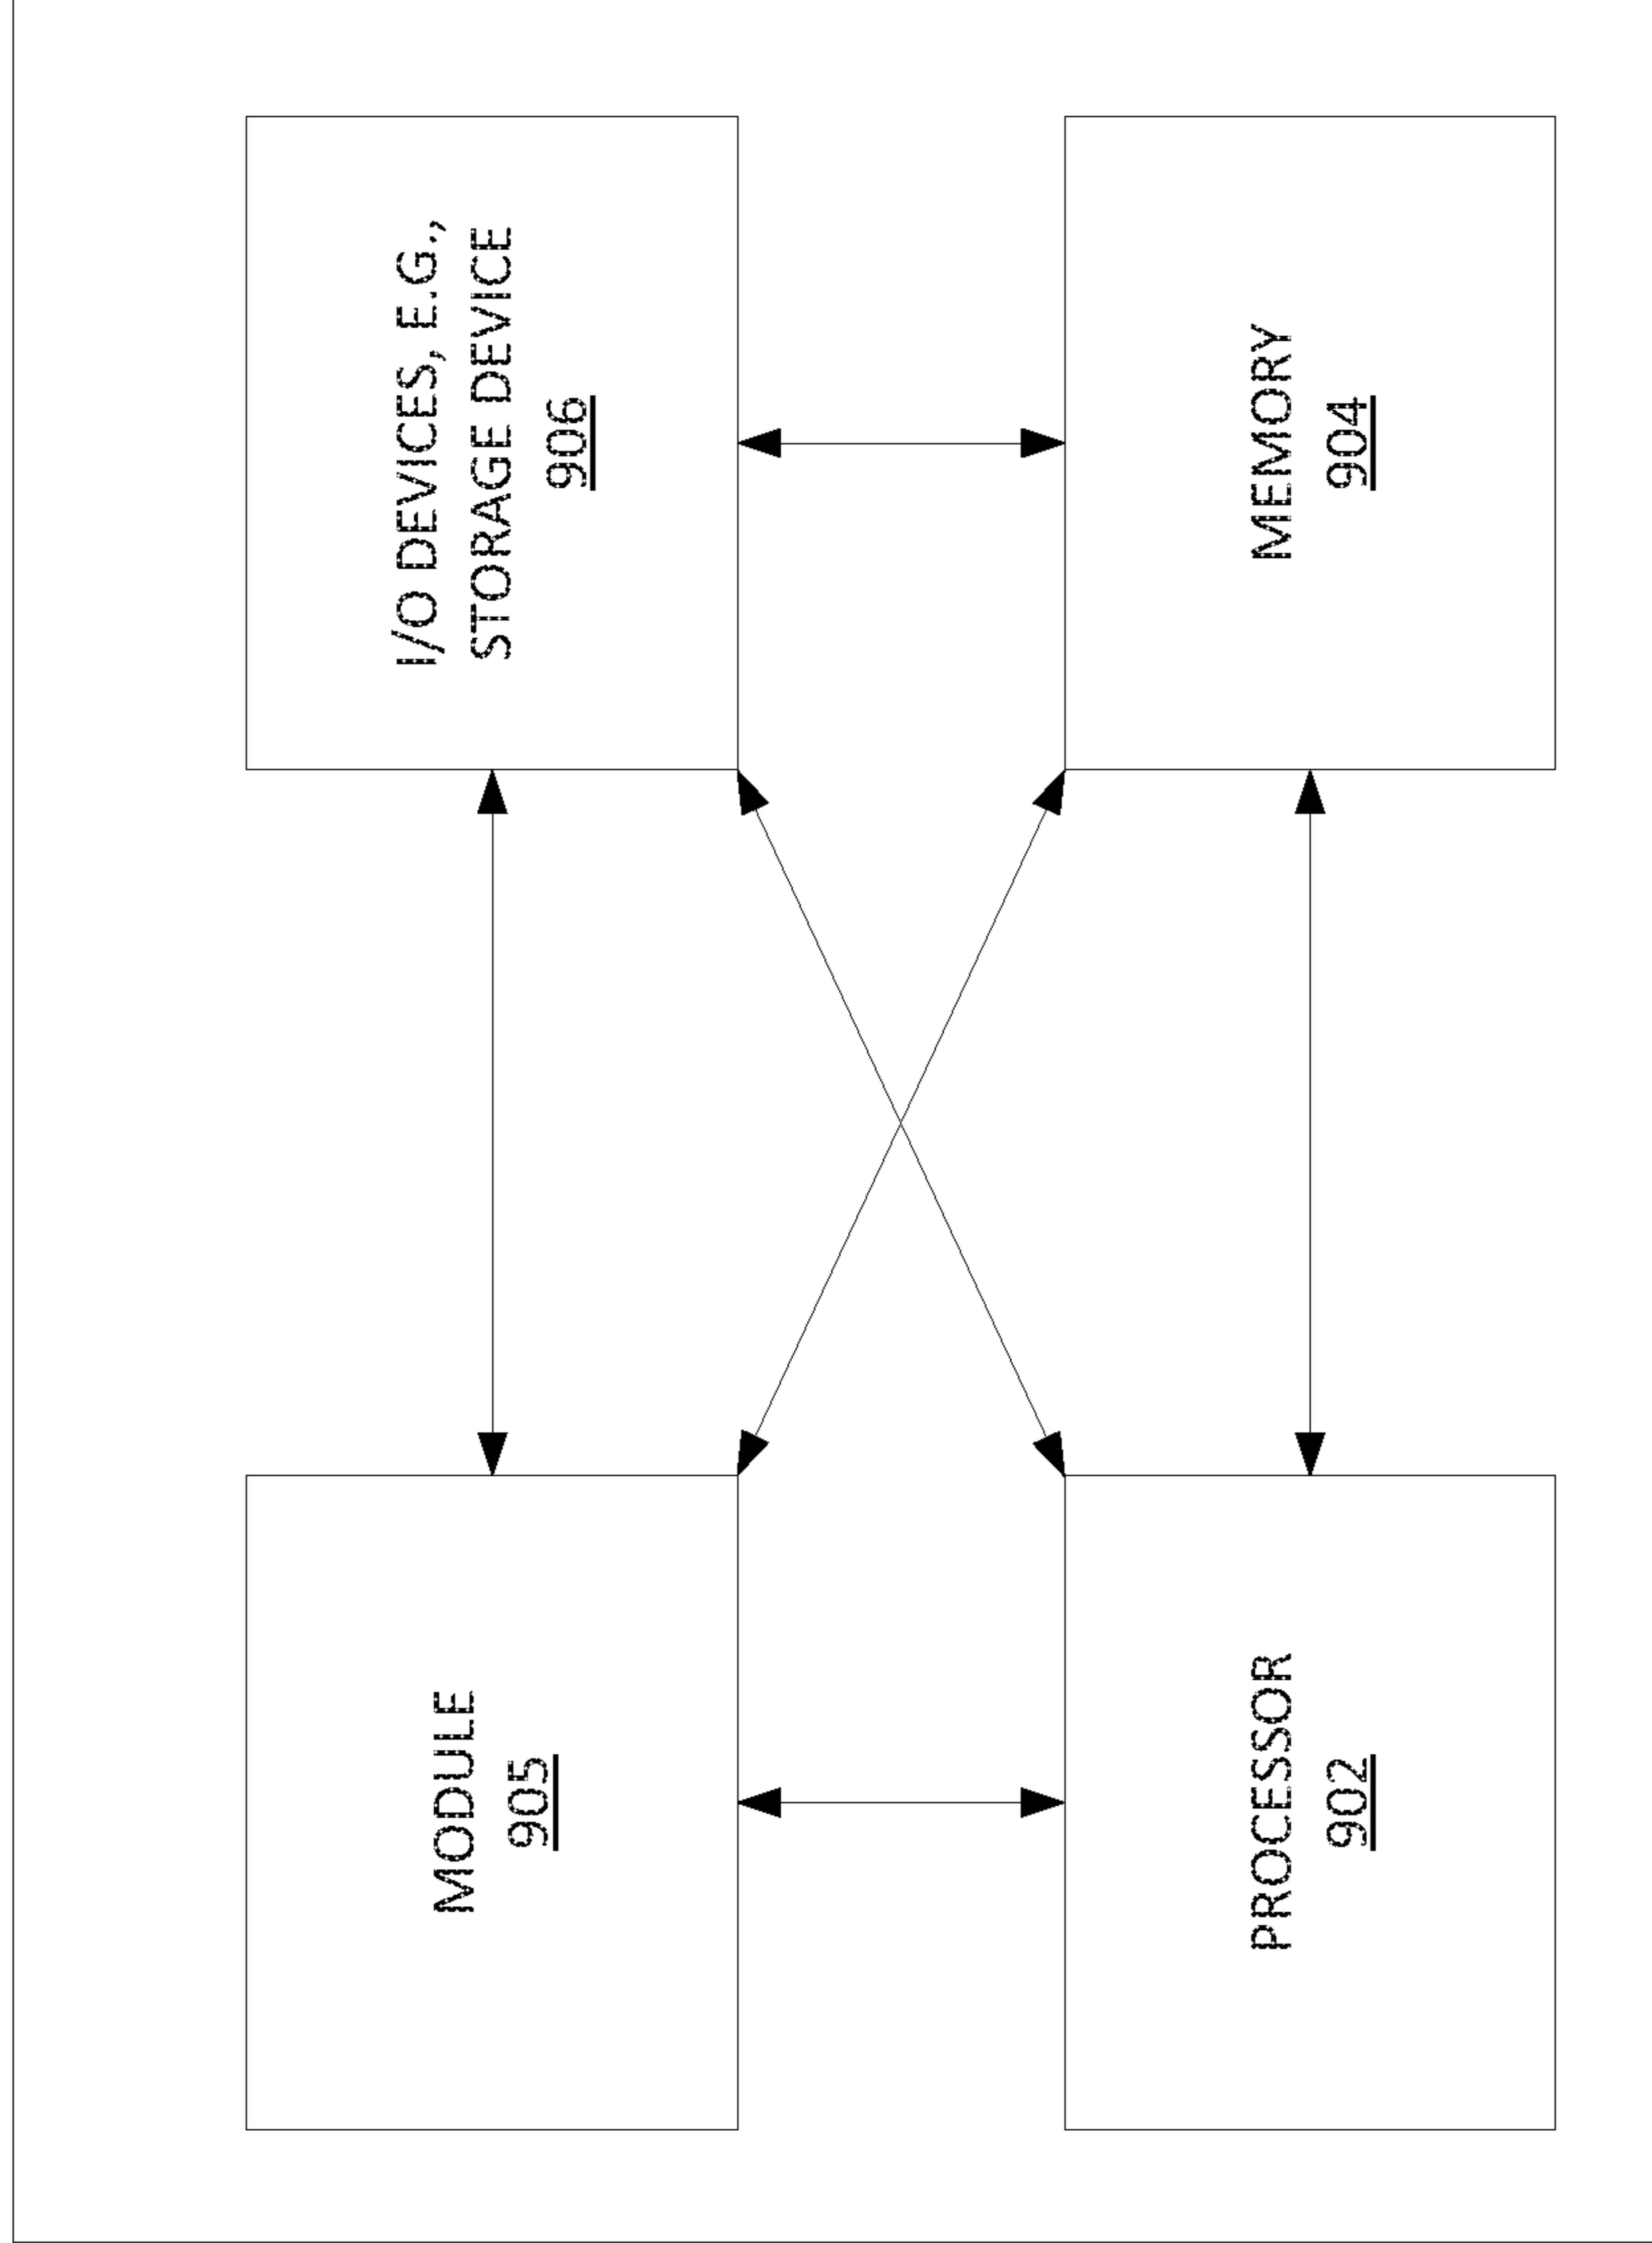 MODULE
905
I/O DEVICES, E.G.,
STORAGE DEVICE
906
PROCESSOR
902
MEMORY
904